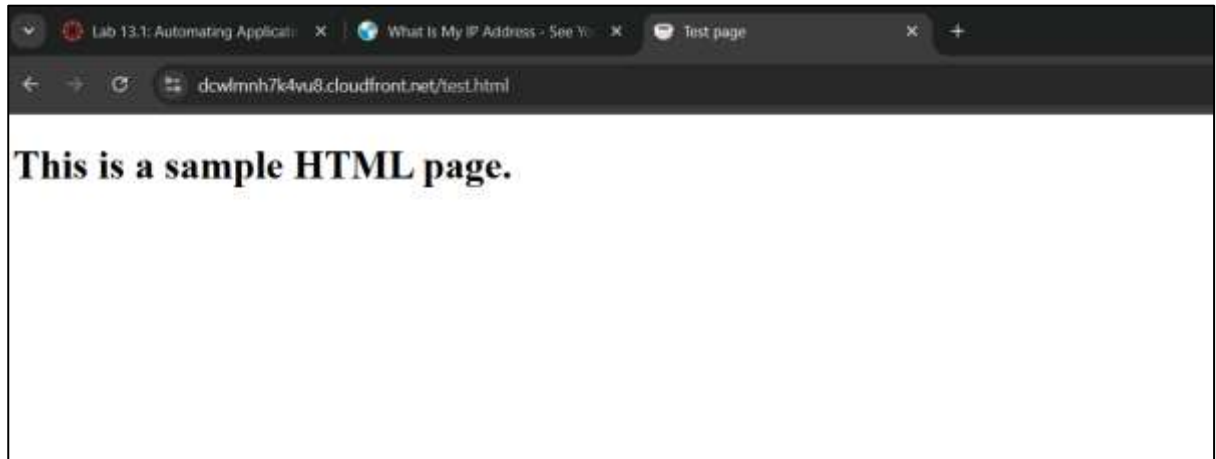 Lab 13.1: Automating Applicati
What Is My IP Address - See Yo
Test page
dcwlmnh7k4vu8.cloudfront.net/test.html
This is a sample HTML page.